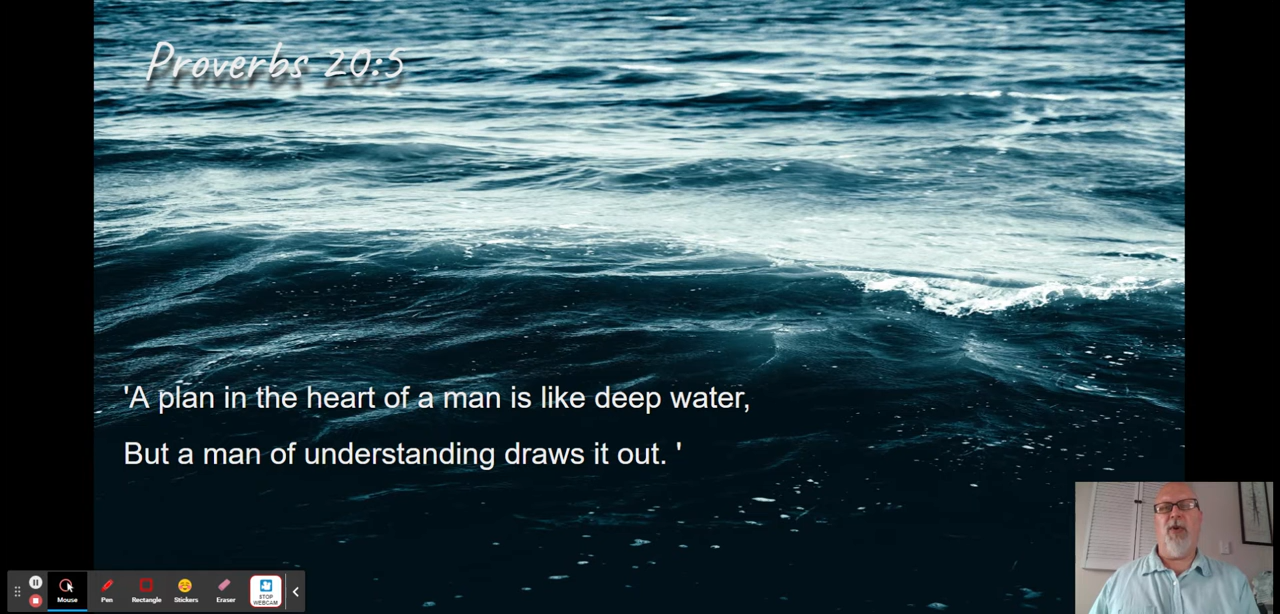 Proverbs 20:5
'A plan in the heart of a man is like deep water,
But a man of understanding draws it out. '
Mouse
Pen
Rectangle
Stickers
Eraser
STOP
WEBCAM